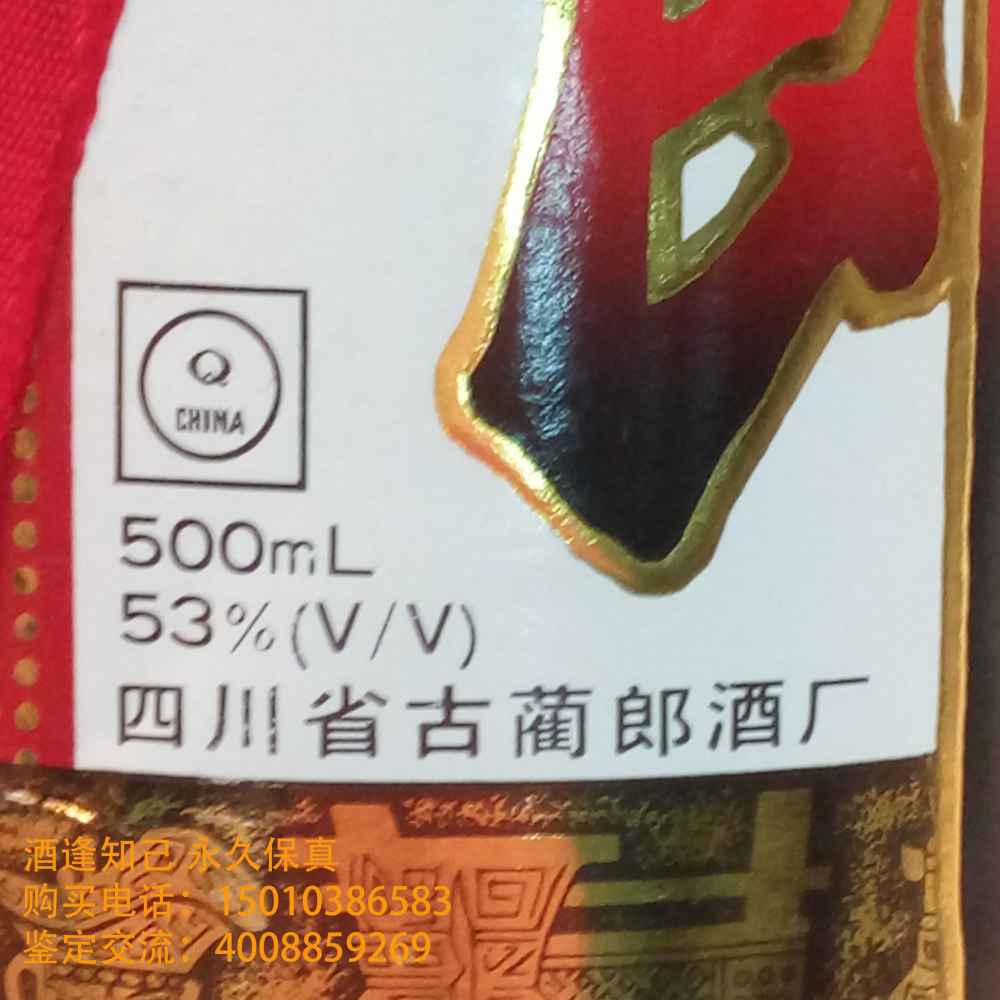 Q
CHINA
500mL
53%(V/V)
四川省古蔺郎酒厂
酒逢知己 永久保真
购买电话：15010386583
鉴定交流：4008859269